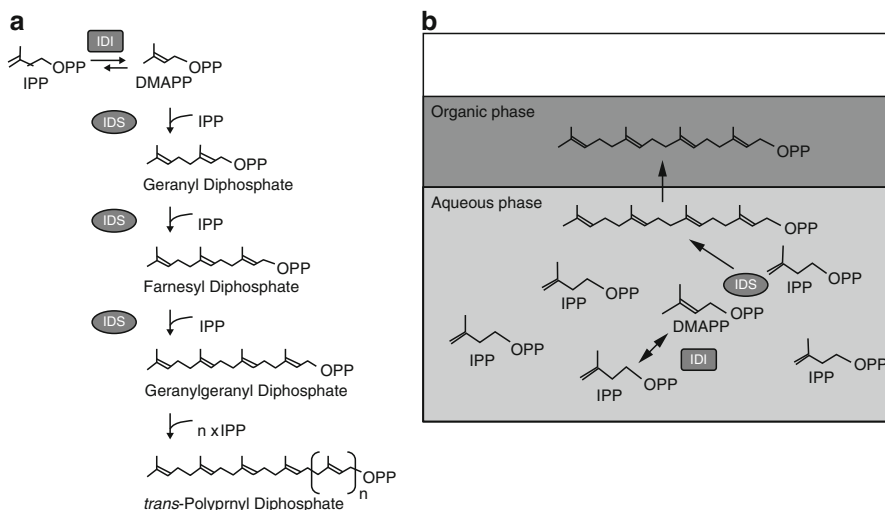 a
IDI
IPP
OPP
DMAPP
OPP
IDS
IPP
OPP
Geranyl Diphosphate
IDS
IPP
OPP
Farnesyl Diphosphate
IDS
IPP
OPP
Geranylgeranyl Diphosphate
n xIPP
OPP
n
trans-Polyprnyl Diphosphate
b
Organic phase
OPP
Aqueous phase
OPP
IDS
OPP
IPP
OPP
IPP
OPP
DMAPP
OPP
IPP
IDI
OPP
IPP
OPP
IPP